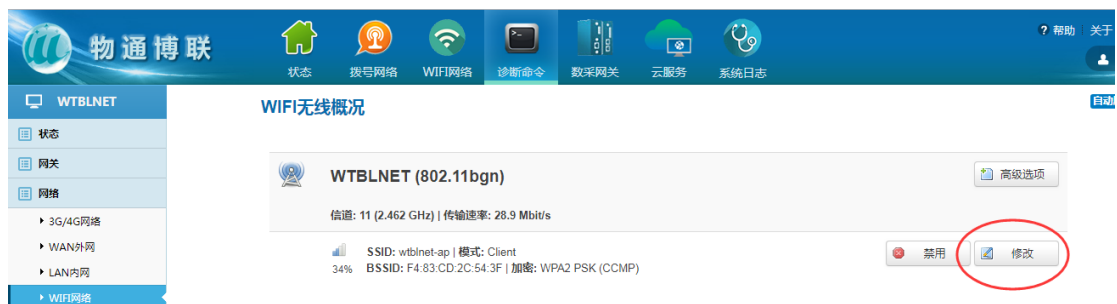 物通博联
状态
拨号网络
WIFI网络
诊断命令
数采网关
云服务
系统日志
? 帮助
关于
WTBLNET
状态
网关
网络
3G/4G网络
WAN外网
LAN内网
WIFI网络
WIFI无线概况
自动
WTBLNET (802.11bgn)
高级选项
信道: 11 (2.462 GHz) | 传输速率: 28.9 Mbit/s
SSID: wtblnet-ap | 模式: Client
34% BSSID: F4:83:CD:2C:54:3F | 加密: WPA2 PSK (CCMP)
禁用
修改